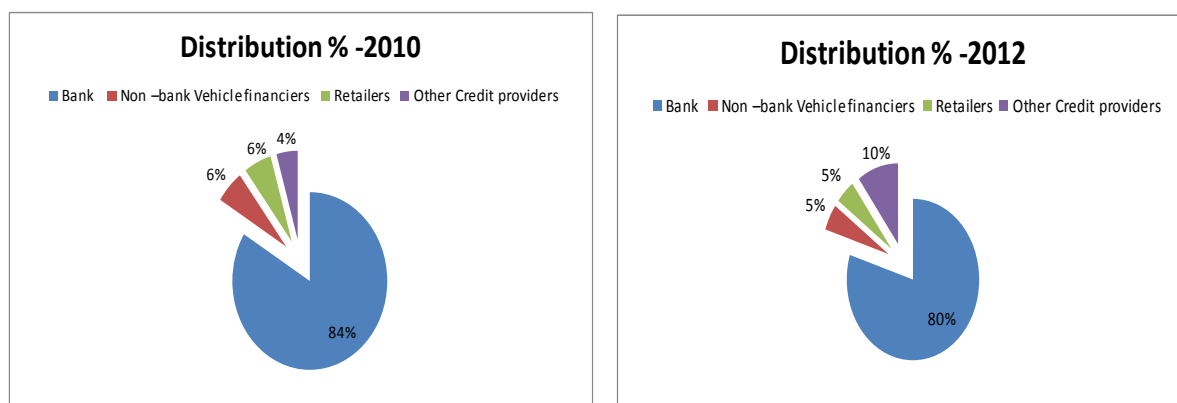 Distribution % -2010
Bank Non –bank Vehicle financiers Retailers Other Credit providers
4%
6%
6%
84%
Distribution % -2012
Bank Non –bank Vehicle financiers Retailers Other Credit providers
10%
5%
5%
80%